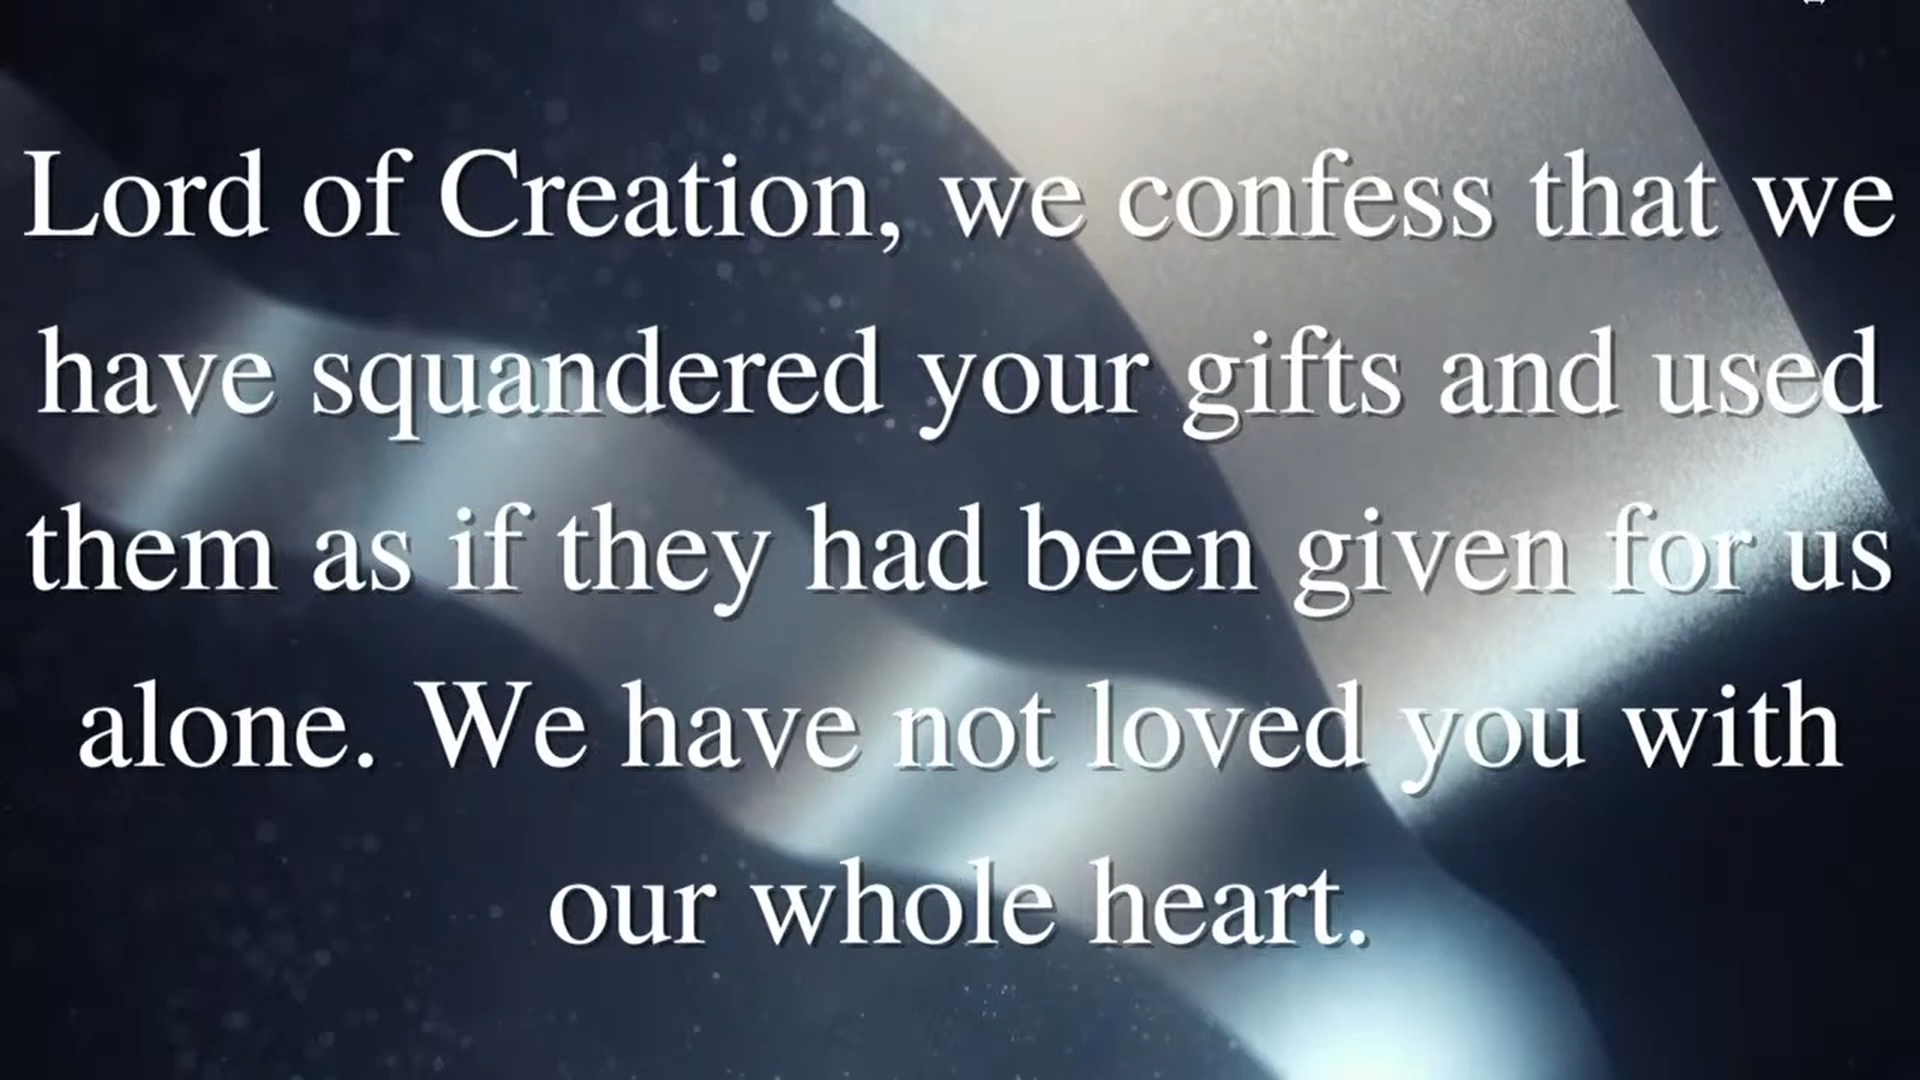 Lord of Creation, we confess that we
have squandered your gifts and used
them as if they had been given for us
alone. We have not loved you with
our whole heart.